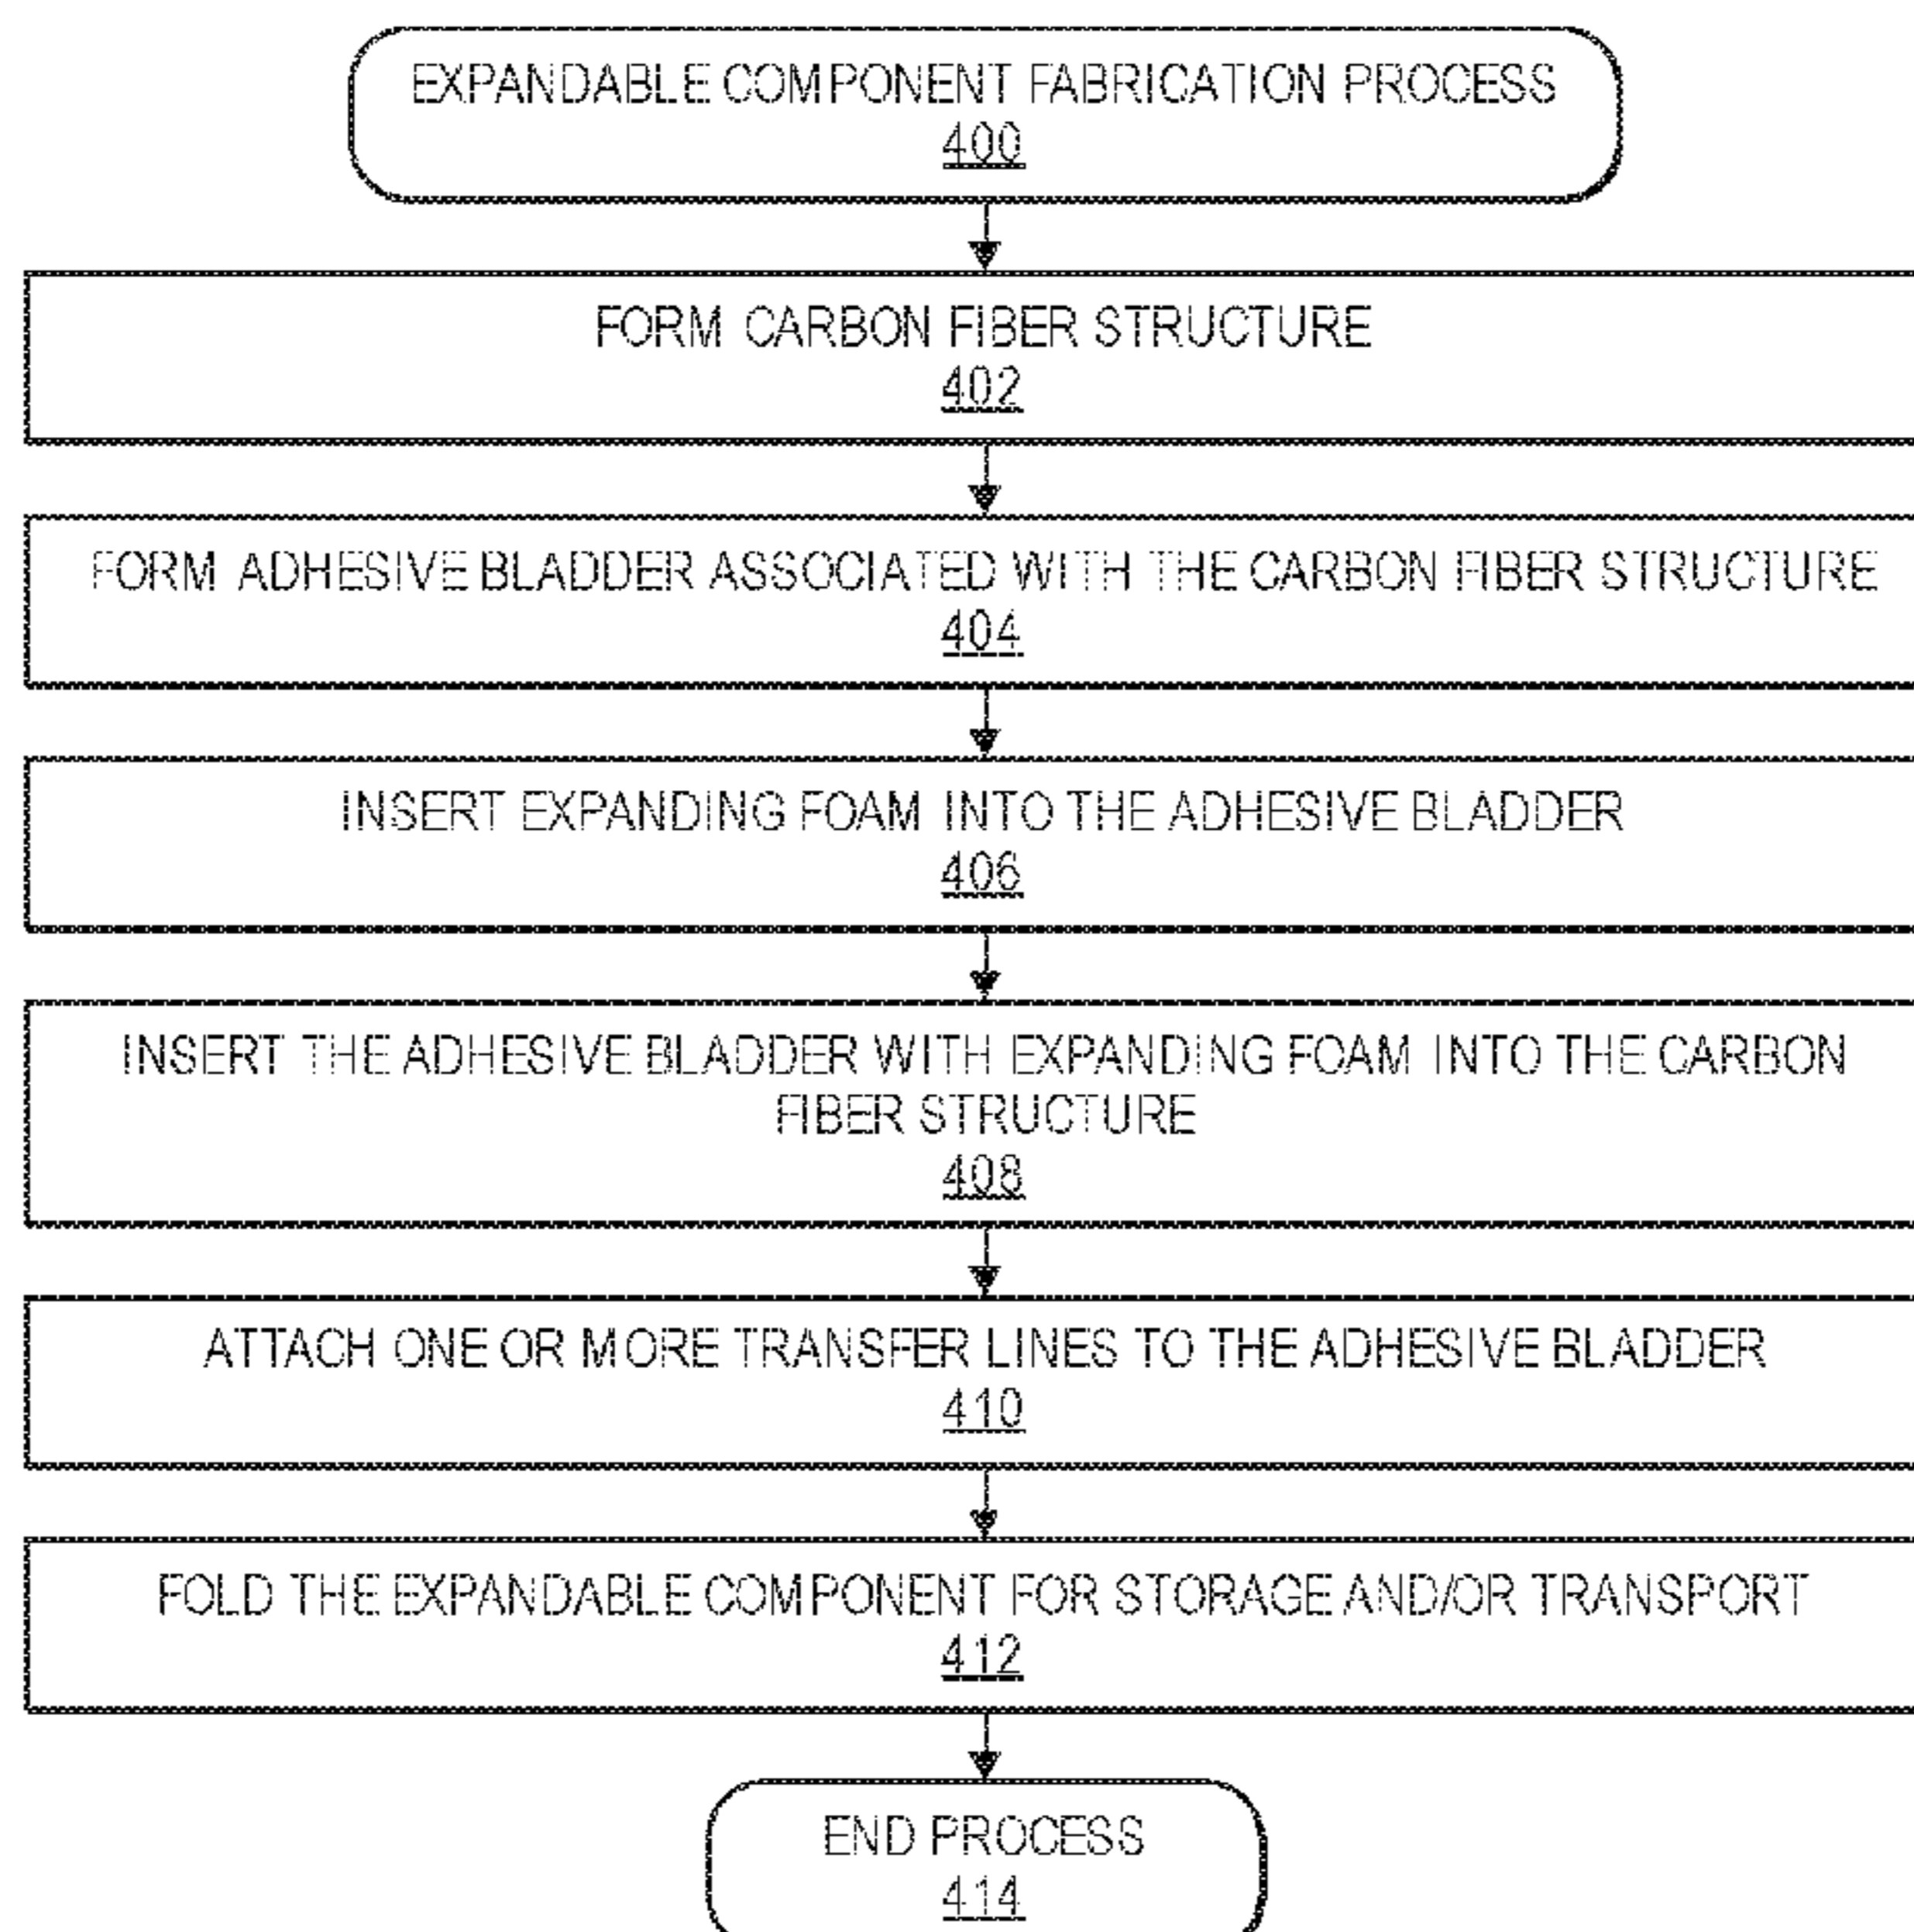 EXPANDABLE COMPONENT FABRICATION PROCESS
400
FORM CARBON FIBER STRUCTURE
402
FORM ADHESIVE BLADDER ASSOCIATED WITH THE CARBON FIBER STRUCTURE
404
INSERT EXPANDING FOAM INTO THE ADHESIVE BLADDER
406
INSERT THE ADHESIVE BLADDER WITH EXPANDING FOAM INTO THE CARBON
FIBER STRUCTURE
408
ATTACH ONE OR MORE TRANSFER LINES TO THE ADHESIVE BLADDER
410
FOLD THE EXPANDABLE COMPONENT FOR STORAGE AND/OR TRANSPORT
412
END PROCESS
414